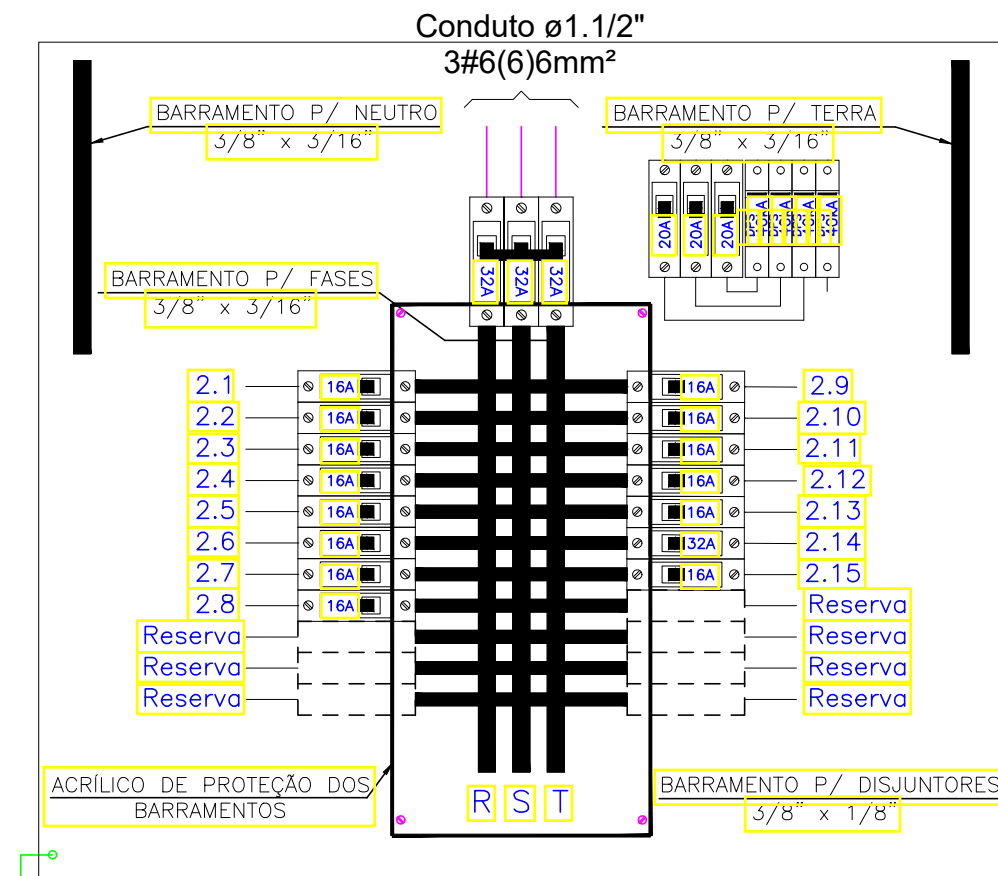 Conduto ø1.1/2"
3#6(6)6mm²
BARRAMENTO P/ NEUTRO
3/8" x 3/16"
BARRAMENTO P/ TERRA
3/8" x 3/16"
20A
20A
20A
32A
32A
32A
BARRAMENTO P/ FASES
3/8" x 3/16"
2.1
16A
16A
2.9
2.2
16A
16A
2.10
2.3
16A
16A
2.11
2.4
16A
16A
2.12
2.5
16A
16A
2.13
2.6
16A
32A
2.14
2.7
16A
16A
2.15
2.8
16A
Reserva
Reserva
Reserva
Reserva
Reserva
Reserva
Reserva
ACRÍLICO DE PROTEÇÃO DOS
BARRAMENTOS
R
S
T
BARRAMENTO P/ DISJUNTORES
3/8" x 1/8"